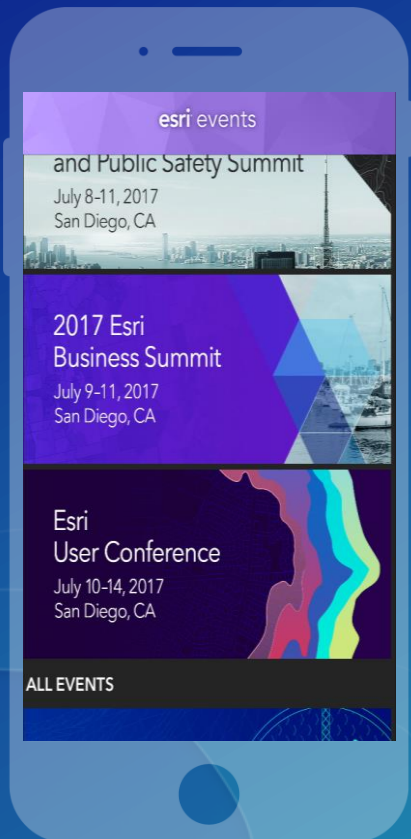 esri events
and Public Safety Summit
July 8-11, 2017
San Diego, CA
2017 Esri
Business Summit
July 9-11, 2017
San Diego, CA
Esri
User Conference
July 10-14, 2017
San Diego, CA
ALL EVENTS